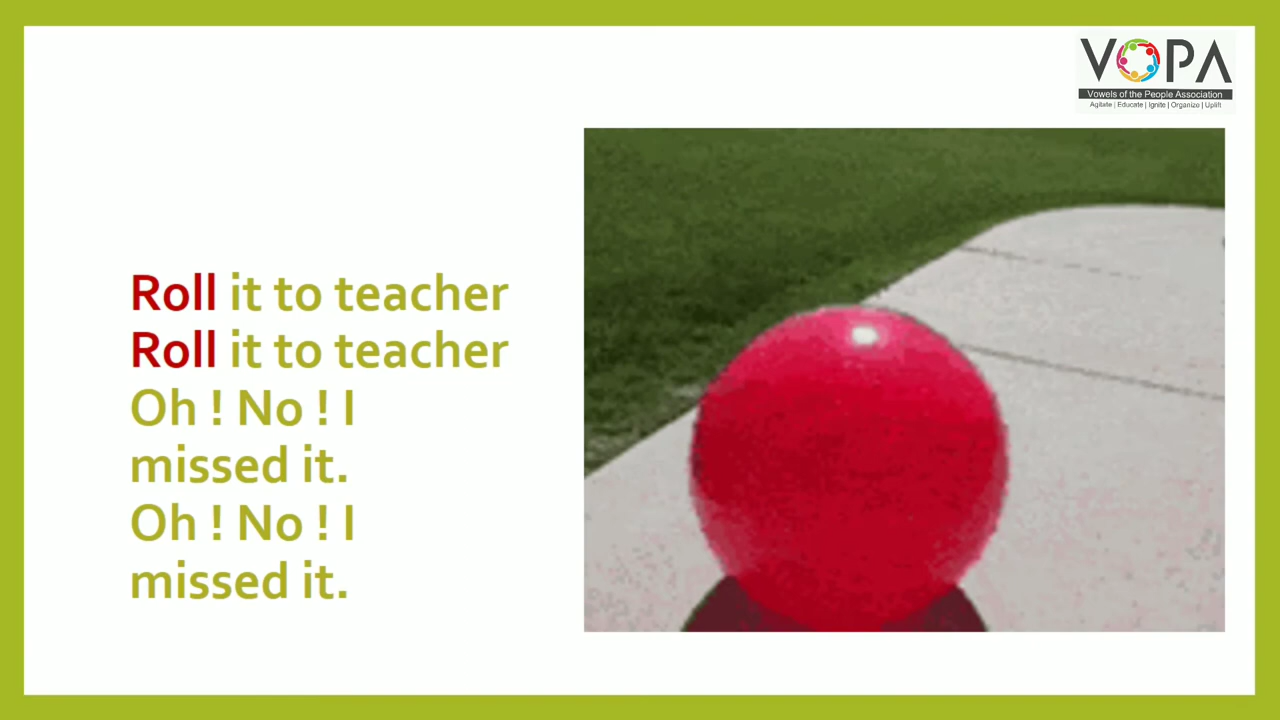 VOPA
Vowels of the People Association
Agitate | Educate | Ignite | Organize | Uplift
Roll it to teacher
Roll it to teacher
Oh ! No ! I
missed it.
Oh ! No ! I
missed it.